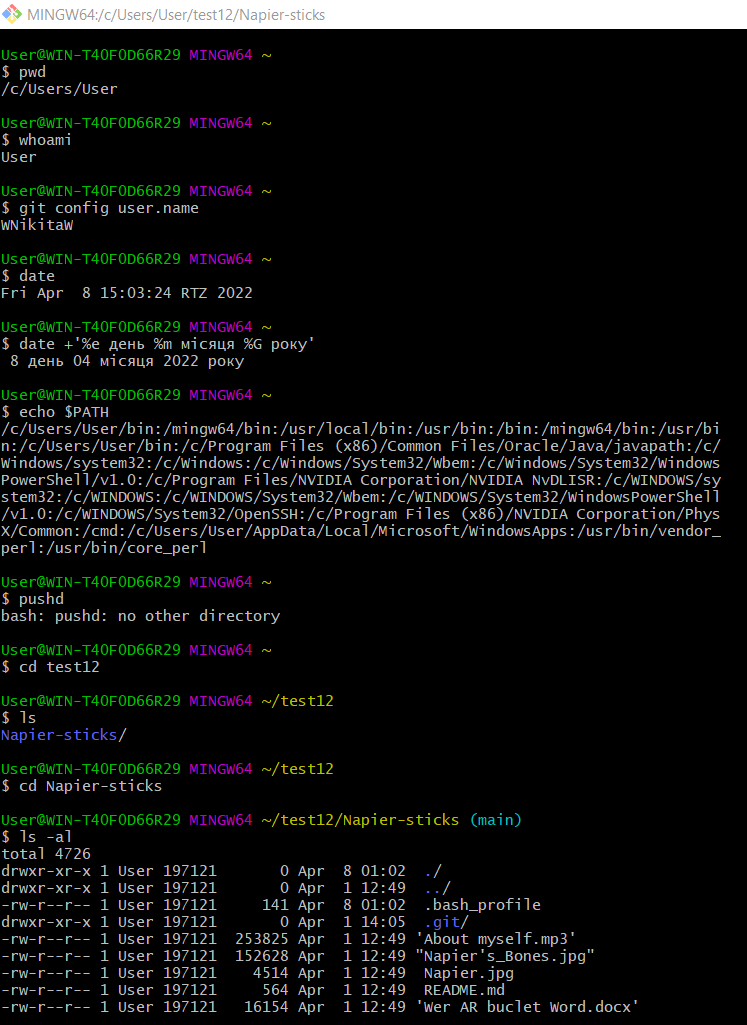 MINGW64:/c/Users/User/test12/Napier-sticks
User@WIN-T40F0D66R29 MINGW64 ~
$ pwd
/c/Users/User
User@WIN-T40F0D66R29 MINGW64 ~
$ whoami
User
User@WIN-T40F0D66R29 MINGW64 ~
$ git config user.name
WNikitaW
User@WIN-T40F0D66R29 MINGW64 ~
$ date
Fri Apr  8 15:03:24 RTZ 2022
User@WIN-T40F0D66R29 MINGW64 ~
$ date +'%e день %m місяця %G року'
 8 день 04 місяця 2022 року
User@WIN-T40F0D66R29 MINGW64 ~
$ echo $PATH
/c/Users/User/bin:/mingw64/bin:/usr/local/bin:/usr/bin:/bin:/mingw64/bin:/usr/bi
n:/c/Users/User/bin:/c/Program Files (x86)/Common Files/Oracle/Java/javapath:/c/
Windows/system32:/c/Windows:/c/Windows/System32/Wbem:/c/Windows/System32/Windows
PowerShell/v1.0:/c/Program Files/NVIDIA Corporation/NVIDIA NvDLISR:/c/WINDOWS/sy
stem32:/c/WINDOWS:/c/WINDOWS/System32/Wbem:/c/WINDOWS/System32/WindowsPowerShell
/v1.0:/c/WINDOWS/System32/OpenSSH:/c/Program Files (x86)/NVIDIA Corporation/Phys
X/Common:/cmd:/c/Users/User/AppData/Local/Microsoft/WindowsApps:/usr/bin/vendor_
perl:/usr/bin/core_perl
User@WIN-T40F0D66R29 MINGW64 ~
$ pushd
bash: pushd: no other directory
User@WIN-T40F0D66R29 MINGW64 ~
$ cd test12
User@WIN-T40F0D66R29 MINGW64 ~/test12
$ ls
Napier-sticks/
User@WIN-T40F0D66R29 MINGW64 ~/test12
$ cd Napier-sticks
User@WIN-T40F0D66R29 MINGW64 ~/test12/Napier-sticks (main)
$ ls -al
total 4726
drwxr-xr-x 1 User 197121      0 Apr  8 01:02  ./
drwxr-xr-x 1 User 197121      0 Apr  1 12:49  ../
-rw-r--r-- 1 User 197121    141 Apr  8 01:02  .bash_profile
drwxr-xr-x 1 User 197121      0 Apr  1 14:05  .git/
-rw-r--r-- 1 User 197121 253825 Apr  1 12:49 'About myself.mp3'
-rw-r--r-- 1 User 197121 152628 Apr  1 12:49 "Napier's_Bones.jpg"
-rw-r--r-- 1 User 197121   4514 Apr  1 12:49  Napier.jpg
-rw-r--r-- 1 User 197121    564 Apr  1 12:49  README.md
-rw-r--r-- 1 User 197121  16154 Apr  1 12:49 'Wer AR buclet Word.docx'